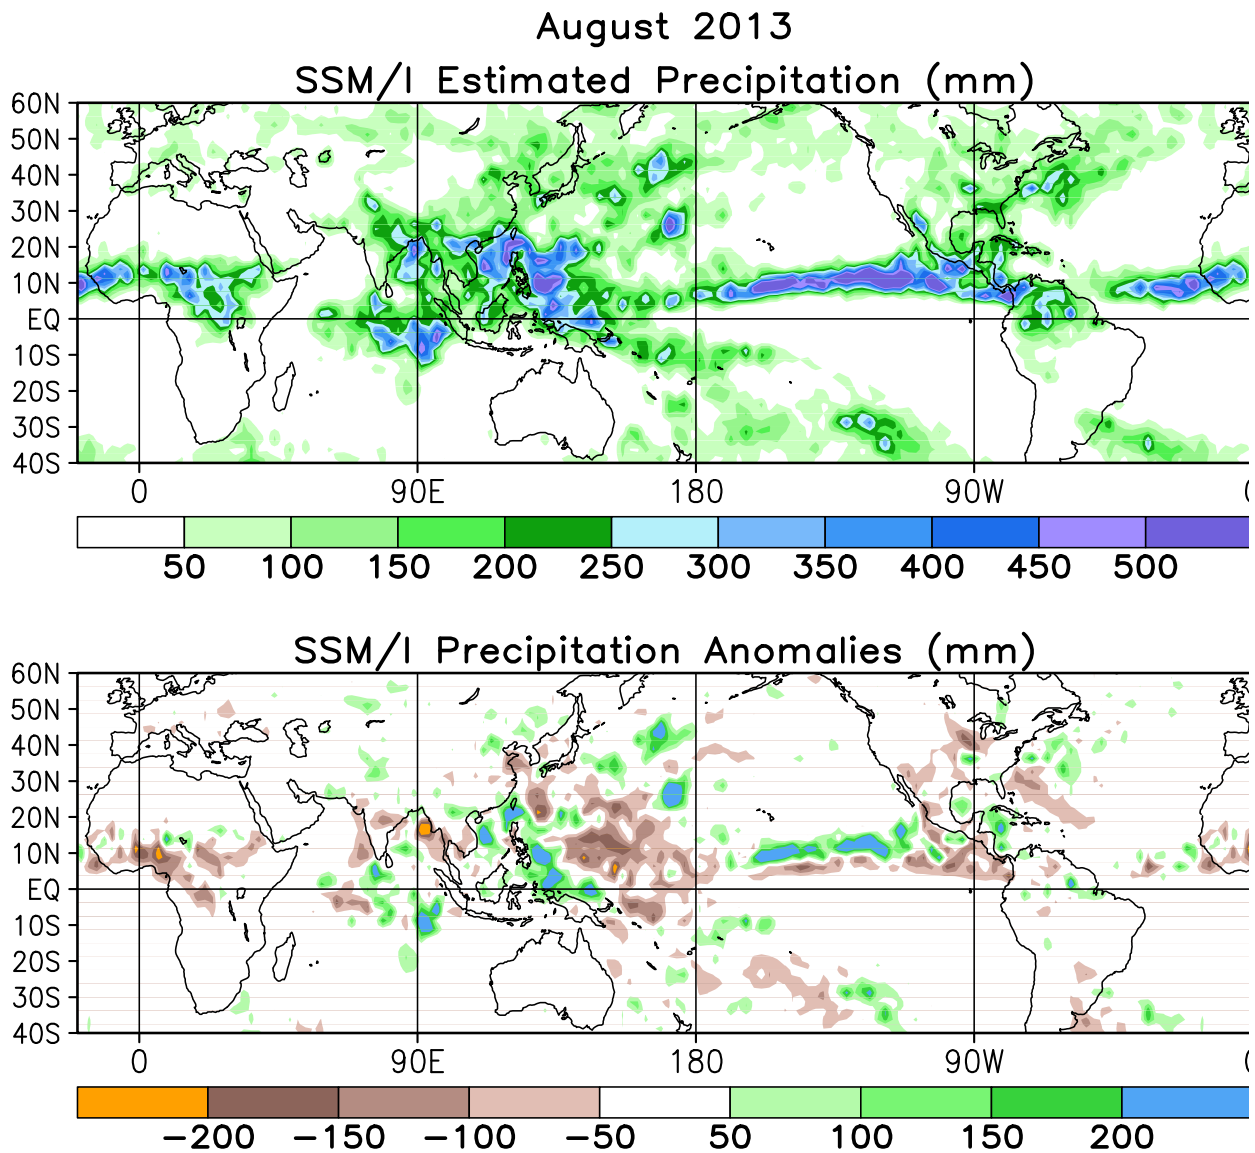 August 2013
SSM/I Estimated Precipitation (mm)
60N
50N
40N
30N
20N
10N
EQ
10S
20S
30S
40S
0 90E 180 90W
50 100 150 200 250 300 350 400 450 500
SSM/I Precipitation Anomalies (mm)
60N
50N
40N
30N
20N
10N
EQ
10S
20S
30S
40S
0 90E 180 90W
−200 −150 −100 −50 50 100 150 200